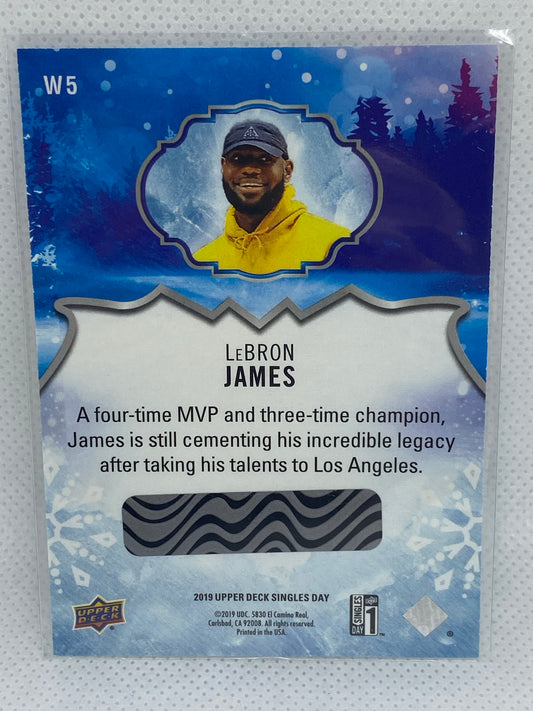 W5
LeBRON
JAMES
A four-time MVP and three-time champion,
James is still cementing his incredible legacy
after taking his talents to Los Angeles.
2019 UPPER DECK SINGLES DAY
©2019 UDC. 5830 El Camino Real,
Carlsbad, CA 92008. All rights reserved.
Printed in the USA.
UPPER
DECK
®
SINGLES
DAY
1
™
®